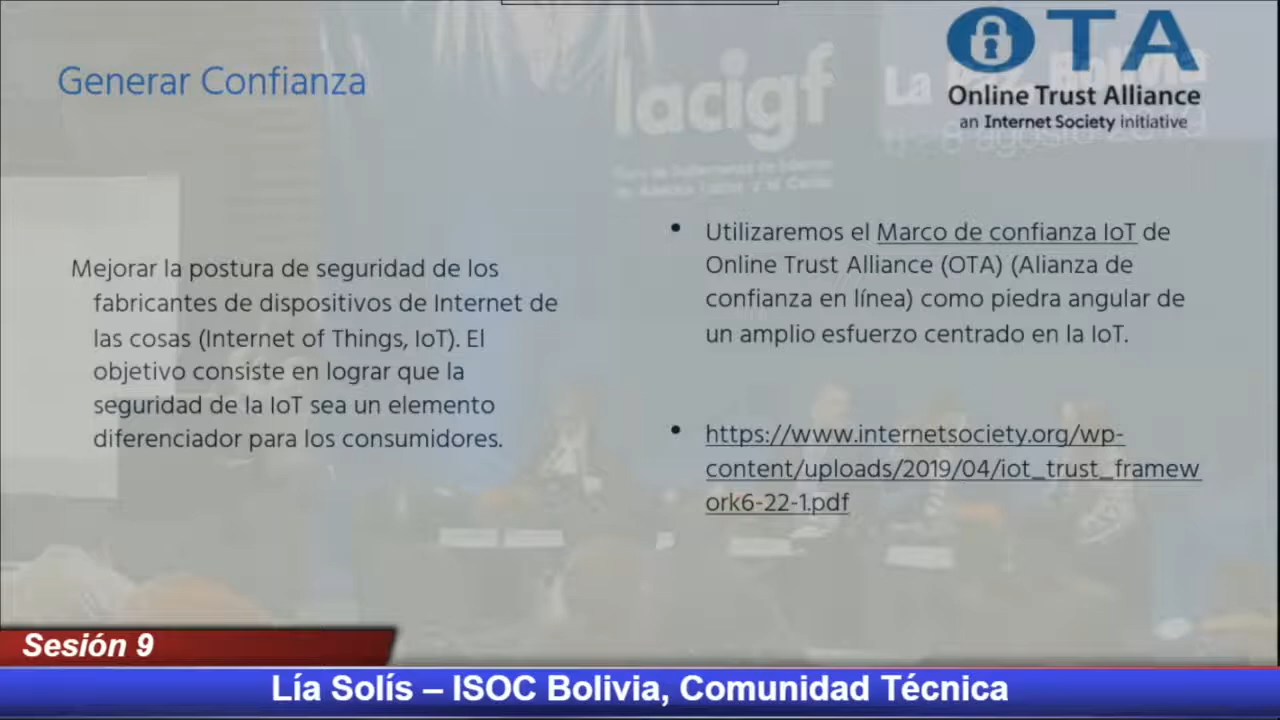 Generar Confianza
OTA
Online Trust Alliance
an Internet Society initiative
lacigf
Mejorar la postura de seguridad de los
fabricantes de dispositivos de Internet de
las cosas (Internet of Things, IoT). El
objetivo consiste en lograr que la
seguridad de la IoT sea un elemento
diferenciador para los consumidores.
• Utilizaremos el Marco de confianza IoT de
Online Trust Alliance (OTA) (Alianza de
confianza en línea) como piedra angular de
un amplio esfuerzo centrado en la IoT.
• https://www.internetsociety.org/wp-
content/uploads/2019/04/iot_trust_framew
ork6-22-1.pdf
Sesión 9
Lía Solís – ISOC Bolivia, Comunidad Técnica